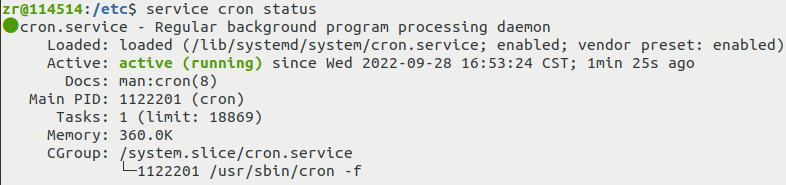 zr@114514:/etc$ service cron status
●cron.service - Regular background program processing daemon
Loaded: loaded (/lib/systemd/system/cron.service; enabled; vendor preset: enabled)
Active: active (running) since Wed 2022-09-28 16:53:24 CST; 1min 25s ago
Docs: man:cron(8)
Main PID: 1122201 (cron)
Tasks: 1 (limit: 18869)
Memory: 360.0K
CGroup: /system.slice/cron.service
└─1122201 /usr/sbin/cron -f